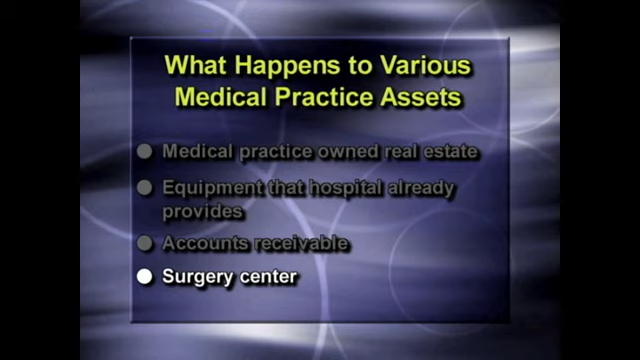 What Happens to Various
Medical Practice Assets
Medical practice owned real estate
Equipment that hospital already
provides
Accounts receivable
Surgery center